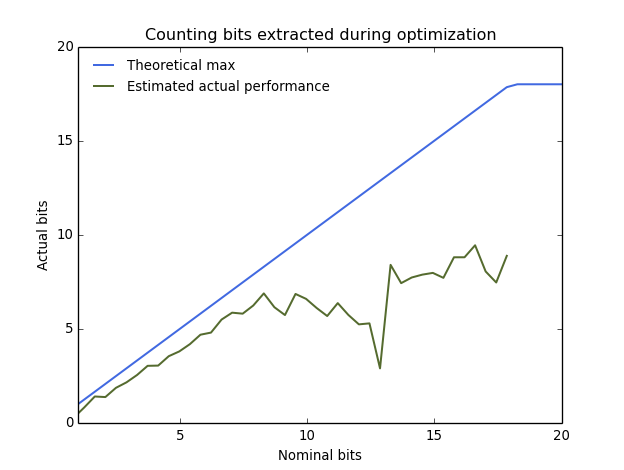 Counting bits extracted during optimization
Theoretical max
Estimated actual performance
20
15
10
5
0
Actual bits
5
10
15
20
Nominal bits